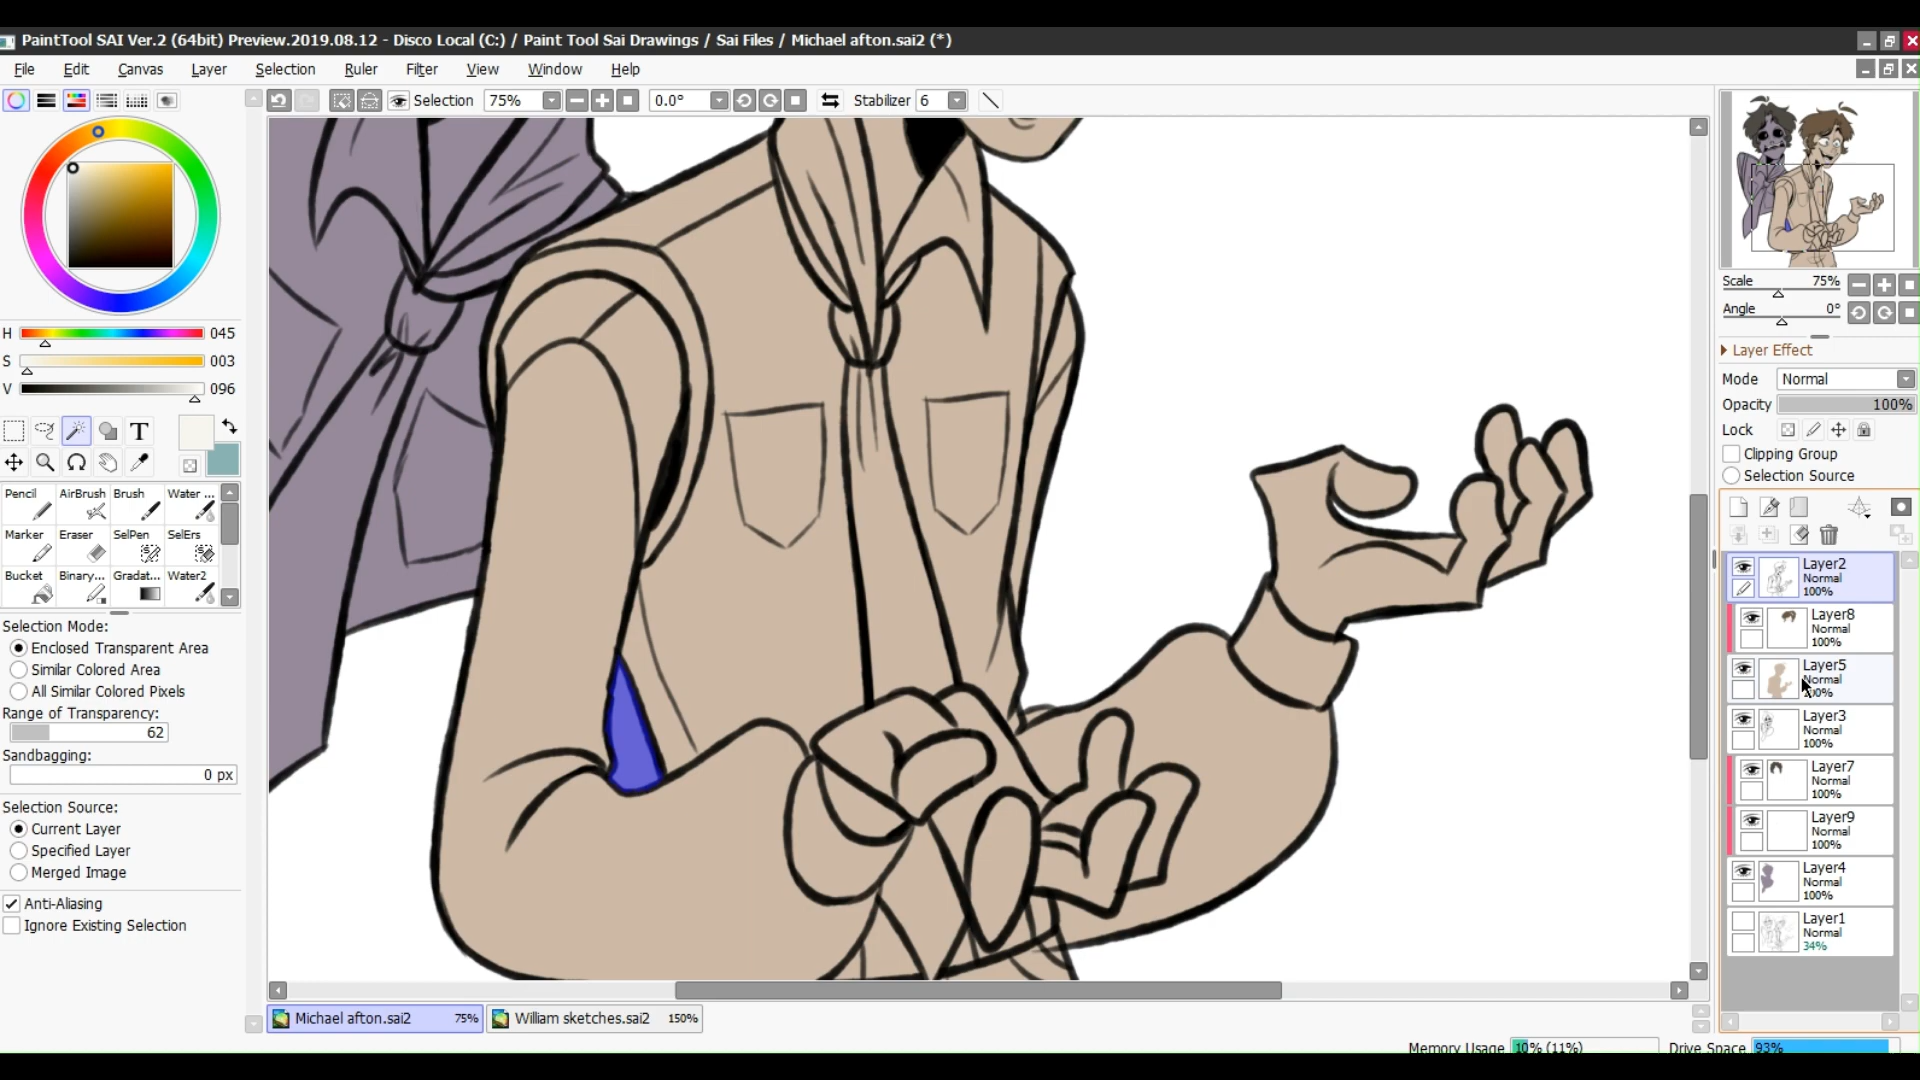 PaintTool SAI Ver.2 (64bit) Preview.2019.08.12 - Disco Local (C:) / Paint Tool Sai Drawings / Sai Files / Michael afton.sai2 (*)
File Edit Canvas Layer Selection Ruler Filter View Window Help
Selection 75% 0.0° Stabilizer 6
H 045
S 003
V 096
T
Pencil AirBrush Brush Water ...
Marker Eraser SelPen SelErs
Bucket Binary... Gradat... Water2
Selection Mode:
Enclosed Transparent Area
Similar Colored Area
All Similar Colored Pixels
Range of Transparency:
62
Sandbagging:
0 px
Selection Source:
Current Layer
Specified Layer
Merged Image
Anti-Aliasing
Ignore Existing Selection
Scale 75%
Angle 0°
Layer Effect
Mode Normal
Opacity 100%
Lock
Clipping Group
Selection Source
Layer2
Normal
100%
Layer8
Normal
100%
Layer5
Normal
Layer3
Normal
100%
Layer7
Normal
100%
Layer9
Normal
100%
Layer4
Normal
100%
Layer1
Normal
34%
Michael afton.sai2 75% William sketches.sai2 150%
Memory Usage 10% (11%) Drive Space 93%